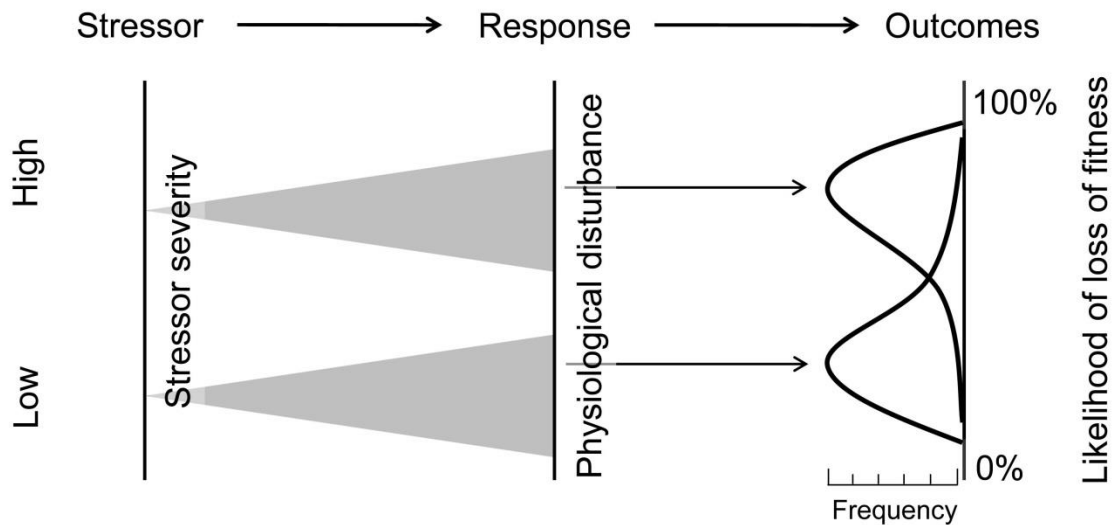 Stressor
Response
Outcomes
High
Low
Stressor severity
Physiological disturbance
100%
0%
Likelihood of loss of fitness
Frequency